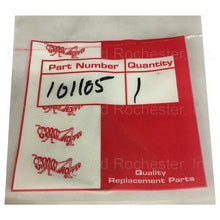 Part Number Quantity
101105 1
Quality
Replacement Parts